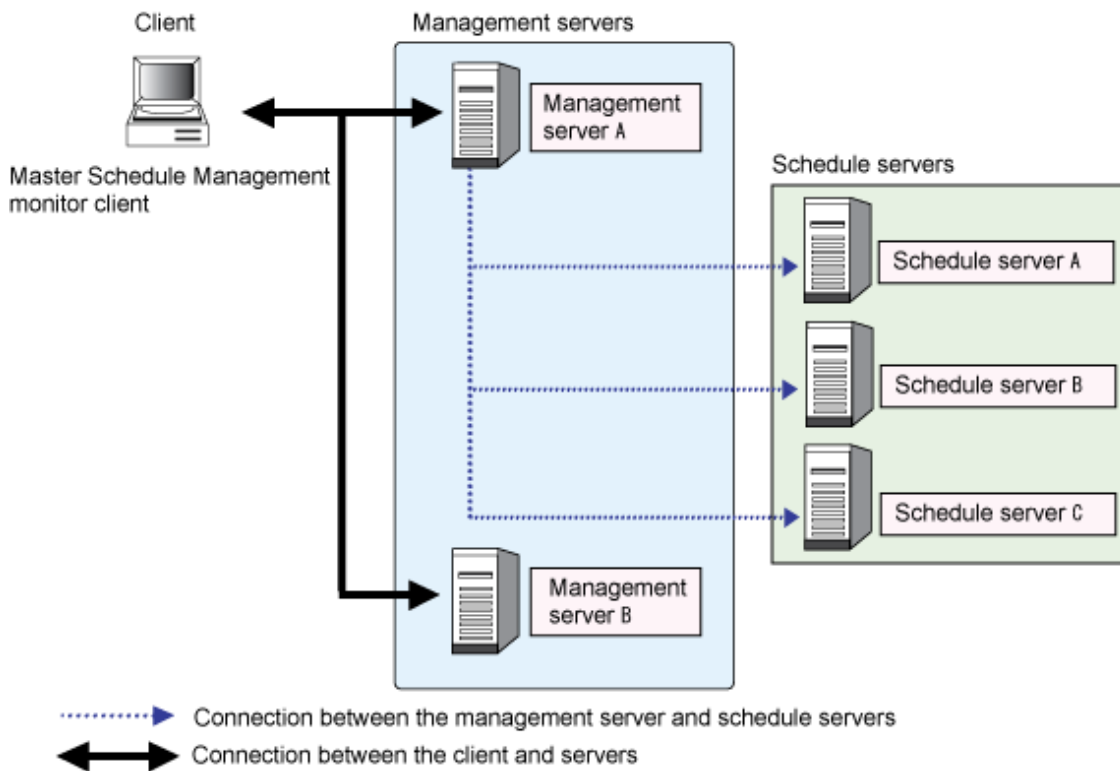 Client
Management servers
Management
server A
Master Schedule Management
monitor client
Schedule servers
Schedule server A
Schedule server B
Schedule server C
Management
server B
Connection between the management server and schedule servers
Connection between the client and servers